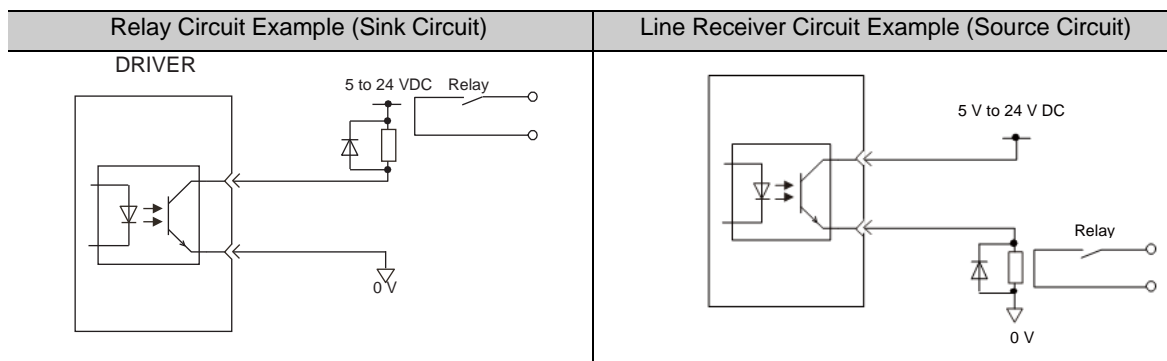 Relay Circuit Example (Sink Circuit)
Line Receiver Circuit Example (Source Circuit)
DRIVER
5 to 24 VDC Relay
0 V
5 V to 24 V DC
Relay
0 V